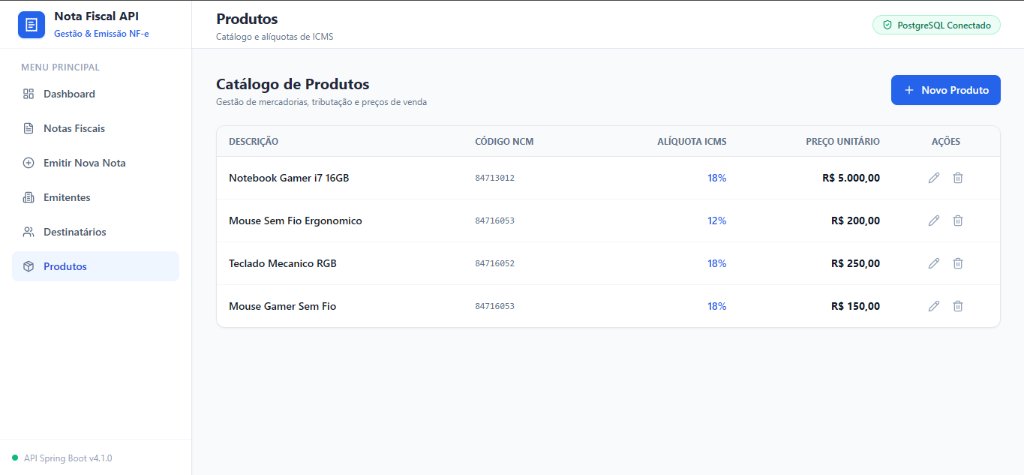 Nota Fiscal API
Gestão & Emissão NF-e
MENU PRINCIPAL
Dashboard
Notas Fiscais
Emitir Nova Nota
Emitentes
Destinatários
Produtos
API Spring Boot v4.1.0
Produtos
Catálogo e alíquotas de ICMS
PostgreSQL Conectado
Catálogo de Produtos
Gestão de mercadorias, tributação e preços de venda
+ Novo Produto
DESCRIÇÃO CÓDIGO NCM ALÍQUOTA ICMS PREÇO UNITÁRIO AÇÕES
Notebook Gamer i7 16GB 84713012 18% R$ 5.000,00
Mouse Sem Fio Ergonomico 84716053 12% R$ 200,00
Teclado Mecanico RGB 84716052 18% R$ 250,00
Mouse Gamer Sem Fio 84716053 18% R$ 150,00